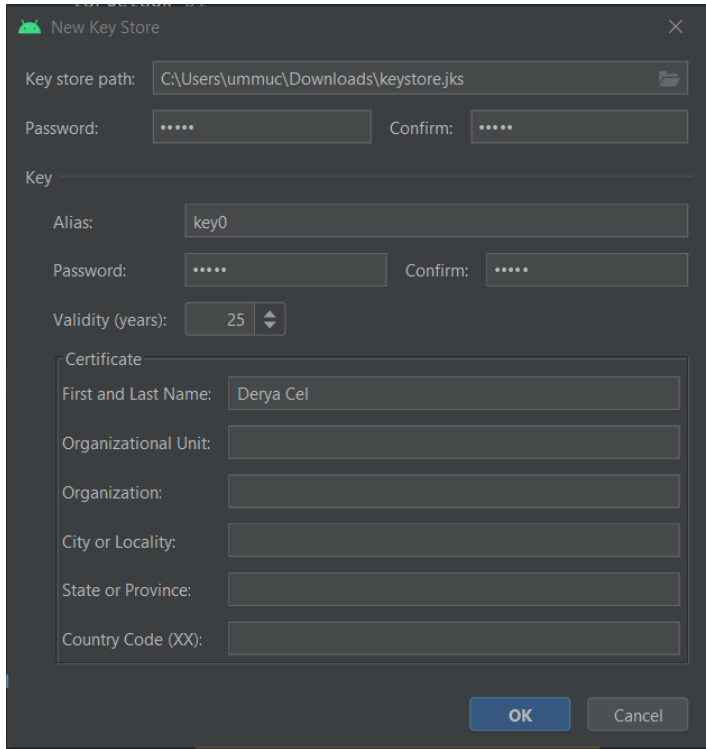 New Key Store
Key store path: C:\Users\ummuc\Downloads\keystore.jks
Password: ••••• Confirm: •••••
Key
Alias: key0
Password: ••••• Confirm: •••••
Validity (years): 25
Certificate
First and Last Name: Derya Cel
Organizational Unit:
Organization:
City or Locality:
State or Province:
Country Code (XX):
OK Cancel